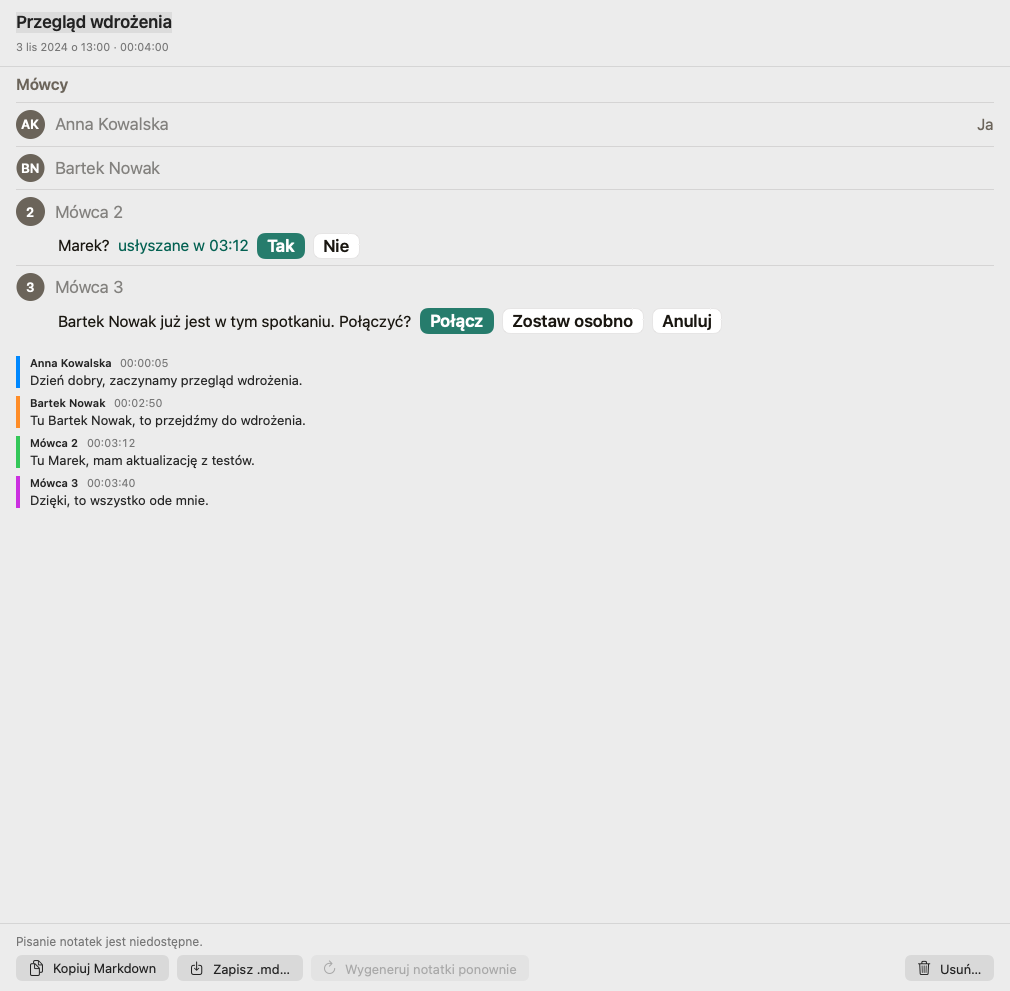 Przegląd wdrożenia
3 lis 2024 o 13:00 · 00:04:00
Mówcy
AK Anna Kowalska Ja
BN Bartek Nowak
2 Mówca 2
Marek? usłyszane w 03:12 Tak Nie
3 Mówca 3
Bartek Nowak już jest w tym spotkaniu. Połączyć? Połącz Zostaw osobno Anuluj
Anna Kowalska 00:00:05
Dzień dobry, zaczynamy przegląd wdrożenia.
Bartek Nowak 00:02:50
Tu Bartek Nowak, to przejdźmy do wdrożenia.
Mówca 2 00:03:12
Tu Marek, mam aktualizację z testów.
Mówca 3 00:03:40
Dzięki, to wszystko ode mnie.
Pisanie notatek jest niedostępne.
Kopiuj Markdown Zapisz .md... Wygeneruj notatki ponownie Usuń...